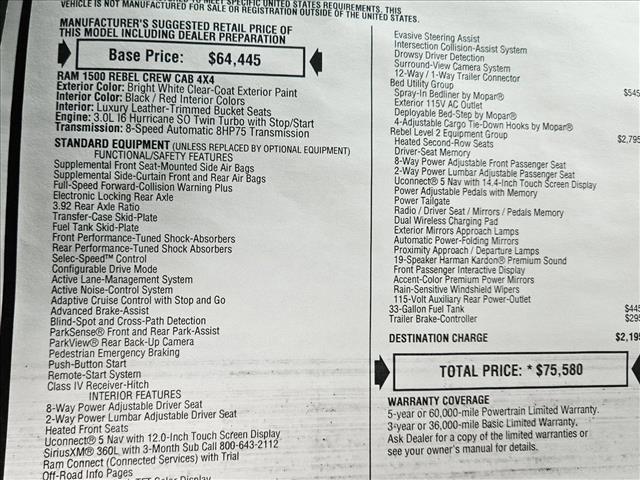 VEHICLE IS NOT MANUFACTURED FOR SALE OR REGISTRATION OUTSIDE OF THE UNITED STATES.
MEET SPECIFIC UNITED STATES REQUIREMENTS. THIS
MANUFACTURER'S SUGGESTED RETAIL PRICE OF
THIS MODEL INCLUDING DEALER PREPARATION
Base Price: $64,445
RAM 1500 REBEL CREW CAB 4X4
Exterior Color: Bright White Clear-Coat Exterior Paint
Interior Color: Black / Red Interior Colors
Interior: Luxury Leather-Trimmed Bucket Seats
Engine: 3.0L I6 Hurricane SO Twin Turbo with Stop/Start
Transmission: 8-Speed Automatic 8HP75 Transmission
STANDARD EQUIPMENT (UNLESS REPLACED BY OPTIONAL EQUIPMENT)
FUNCTIONAL/SAFETY FEATURES
Supplemental Front Seat-Mounted Side Air Bags
Supplemental Side-Curtain Front and Rear Air Bags
Full-Speed Forward-Collision Warning Plus
Electronic Locking Rear Axle
3.92 Rear Axle Ratio
Transfer-Case Skid-Plate
Fuel Tank Skid-Plate
Front Performance-Tuned Shock-Absorbers
Rear Performance-Tuned Shock-Absorbers
Selec-Speed™ Control
Configurable Drive Mode
Active Lane-Management System
Active Noise-Control System
Adaptive Cruise Control with Stop and Go
Advanced Brake-Assist
Blind-Spot and Cross-Path Detection
ParkSense® Front and Rear Park-Assist
ParkView® Rear Back-Up Camera
Pedestrian Emergency Braking
Push-Button Start
Remote-Start System
Class IV Receiver-Hitch
INTERIOR FEATURES
8-Way Power Adjustable Driver Seat
2-Way Power Lumbar Adjustable Driver Seat
Heated Front Seats
Uconnect® 5 Nav with 12.0-Inch Touch Screen Display
SiriusXM® 360L with 3-Month Sub Call 800-643-2112
Ram Connect (Connected Services) with Trial
Off-Road Info Pages
Color Display
Evasive Steering Assist
Intersection Collision-Assist System
Drowsy Driver Detection
Surround-View Camera System
12-Way / 1-Way Trailer Connector
Bed Utility Group $545
Spray-In Bedliner by Mopar®
Exterior 115V AC Outlet
Deployable Bed-Step by Mopar®
4-Adjustable Cargo Tie-Down Hooks by Mopar®
Rebel Level 2 Equipment Group $2,795
Heated Second-Row Seats
Driver-Seat Memory
8-Way Power Adjustable Front Passenger Seat
2-Way Power Lumbar Adjustable Passenger Seat
Uconnect® 5 Nav with 14.4-Inch Touch Screen Display
Power Adjustable Pedals with Memory
Power Tailgate
Radio / Driver Seat / Mirrors / Pedals Memory
Dual Wireless Charging Pad
Exterior Mirrors Approach Lamps
Automatic Power-Folding Mirrors
Proximity Approach / Departure Lamps
19-Speaker Harman Kardon® Premium Sound
Front Passenger Interactive Display
Accent-Color Premium Power Mirrors
Rain-Sensitive Windshield Wipers
115-Volt Auxiliary Rear Power-Outlet
33-Gallon Fuel Tank $445
Trailer Brake-Controller $295
DESTINATION CHARGE $2,195
TOTAL PRICE: * $75,580
WARRANTY COVERAGE
5-year or 60,000-mile Powertrain Limited Warranty.
3-year or 36,000-mile Basic Limited Warranty.
Ask Dealer for a copy of the limited warranties or
see your owner's manual for details.